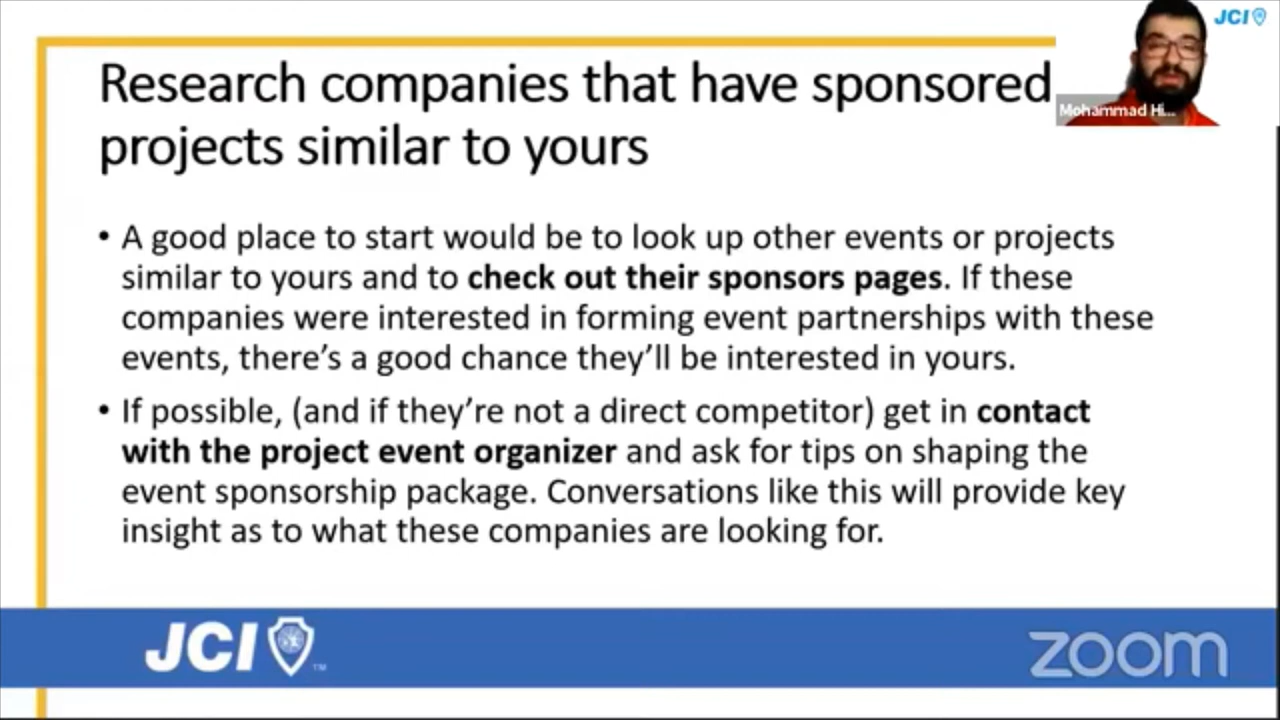 JCI
Research companies that have sponsored
projects similar to yours
Mohammad Hi...
• A good place to start would be to look up other events or projects
similar to yours and to check out their sponsors pages. If these
companies were interested in forming event partnerships with these
events, there’s a good chance they’ll be interested in yours.
• If possible, (and if they’re not a direct competitor) get in contact
with the project event organizer and ask for tips on shaping the
event sponsorship package. Conversations like this will provide key
insight as to what these companies are looking for.
JCI ™
zoom